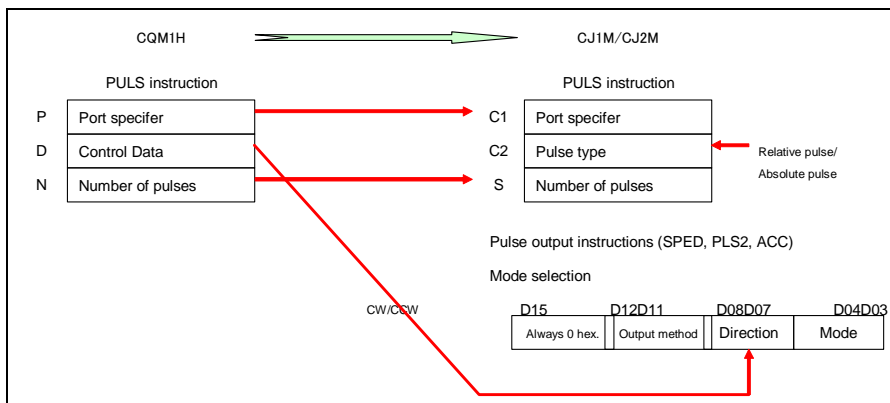 CQM1H CJ1M/CJ2M
PULS instruction PULS instruction
P Port specifer C1 Port specifer
D Control Data C2 Pulse type Relative pulse/
Absolute pulse
N Number of pulses S Number of pulses
Pulse output instructions (SPED, PLS2, ACC)
Mode selection
CW/CCW D15 D12D11 D08D07 D04D03
Always 0 hex. Output method Direction Mode